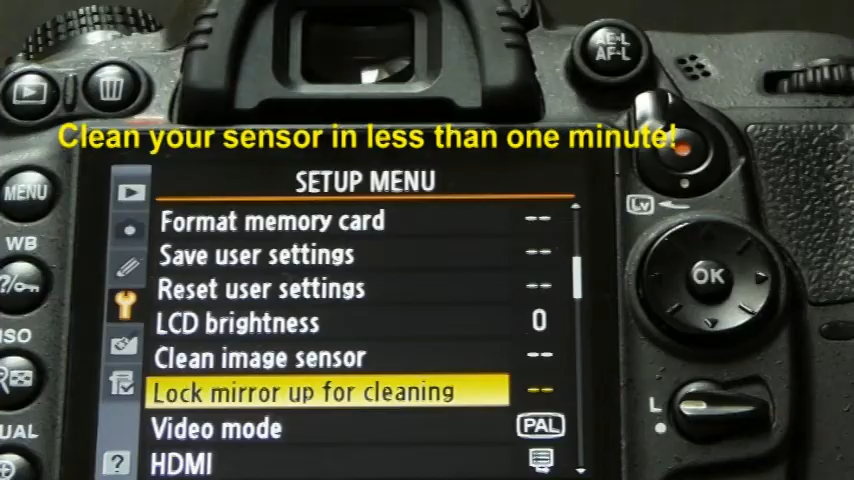 AE-L
AF-L
Clean your sensor in less than one minute!
SETUP MENU
MENU
Format memory card --
Lv
WB
Save user settings --
OK
?/
Reset user settings --
LCD brightness 0
ISO
Clean image sensor --
Lock mirror up for cleaning --
L
Video mode PAL
QUAL
? HDMI